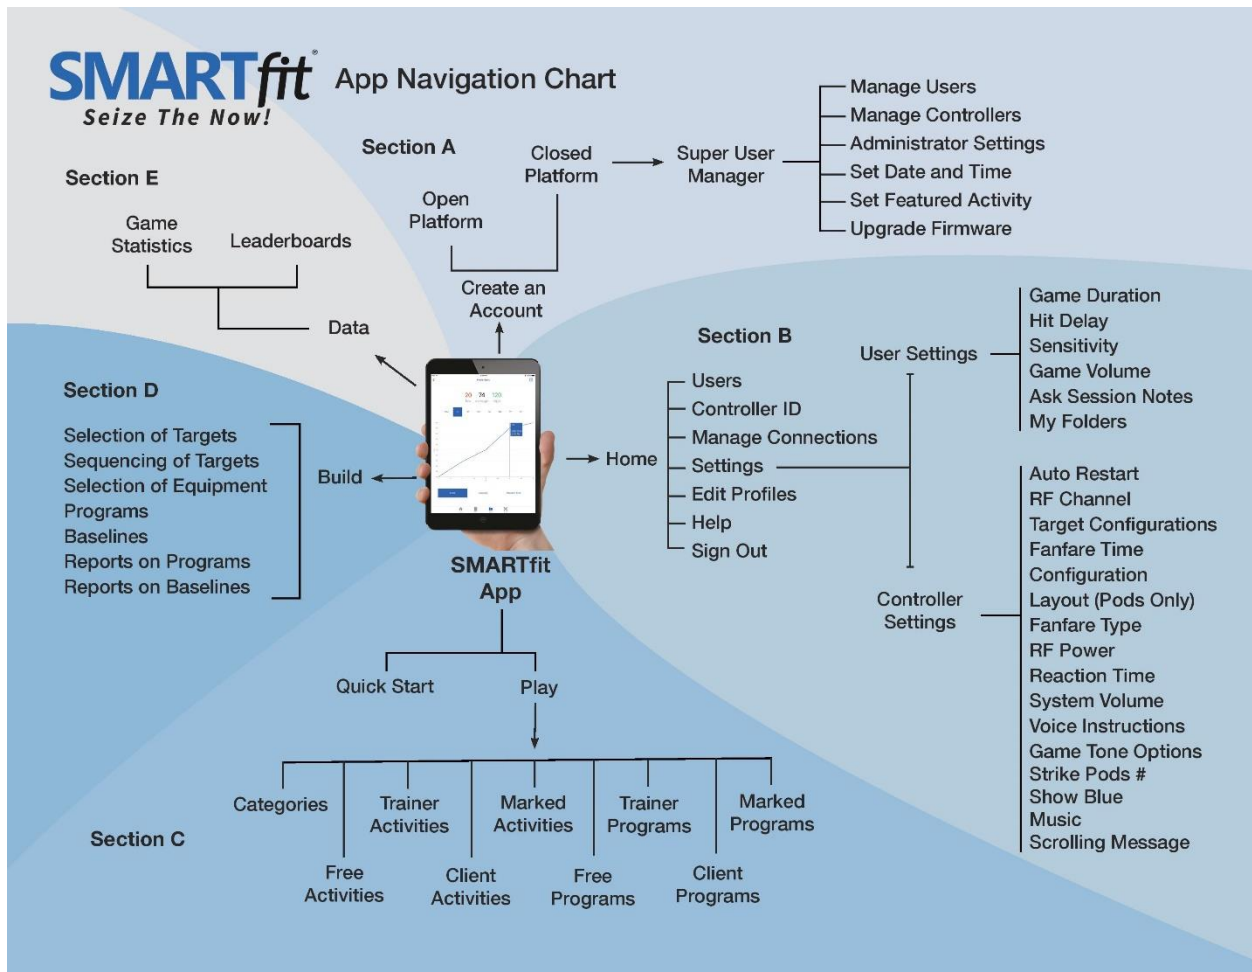 SMARTfit®
Seize The Now!
App Navigation Chart
Section A
Open
Platform
Closed
Platform
Super User
Manager
Manage Users
Manage Controllers
Administrator Settings
Set Date and Time
Set Featured Activity
Upgrade Firmware
Create an
Account
Section E
Game
Statistics
Leaderboards
Data
Section B
Home
Users
Controller ID
Manage Connections
Settings
Edit Profiles
Help
Sign Out
User Settings
Game Duration
Hit Delay
Sensitivity
Game Volume
Ask Session Notes
My Folders
Controller
Settings
Auto Restart
RF Channel
Target Configurations
Fanfare Time
Configuration
Layout (Pods Only)
Fanfare Type
RF Power
Reaction Time
System Volume
Voice Instructions
Game Tone Options
Strike Pods #
Show Blue
Music
Scrolling Message
Section D
Selection of Targets
Sequencing of Targets
Selection of Equipment
Programs
Baselines
Reports on Programs
Reports on Baselines
Build
20 74 120
SMARTfit
App
Quick Start
Play
Section C
Categories
Free
Activities
Trainer
Activities
Client
Activities
Marked
Activities
Free
Programs
Trainer
Programs
Client
Programs
Marked
Programs